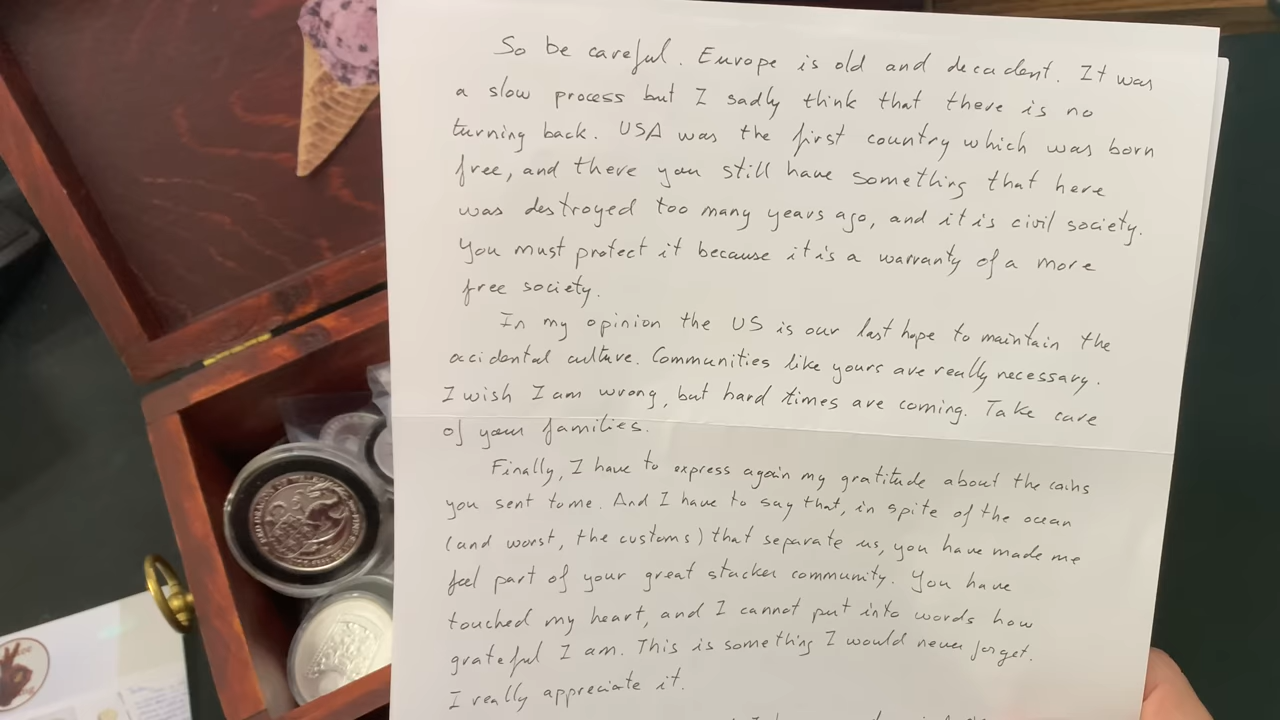 So be careful. Europe is old and decadent. It was
a slow process but I sadly think that there is no
turning back. USA was the first country which was born
free, and there you still have something that here
was destroyed too many years ago, and it is civil society.
You must protect it because it is a warranty of a more
free society.
In my opinion the US is our last hope to maintain the
occidental culture. Communities like yours are really necessary.
I wish I am wrong, but hard times are coming. Take care
of your families.
Finally, I have to express again my gratitude about the coins
you sent to me. And I have to say that, in spite of the ocean
(and worst, the customs) that separate us, you have made me
feel part of your great stacker community. You have
touched my heart, and I cannot put into words how
grateful I am. This is something I would never forget.
I really appreciate it.